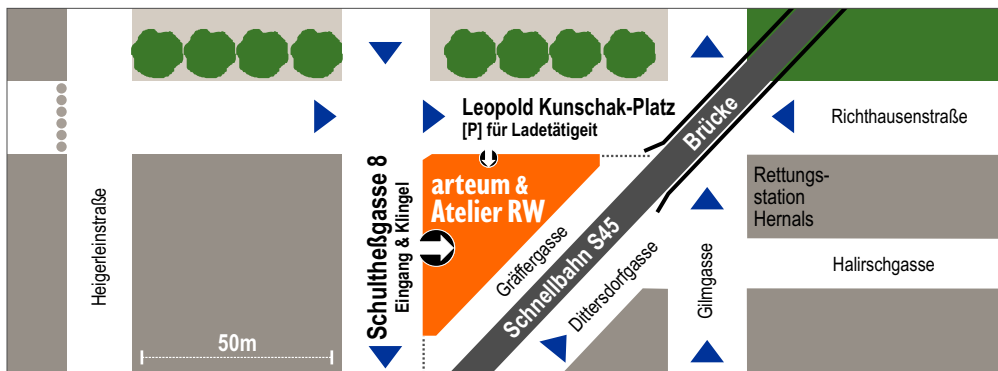 Leopold Kunschak-Platz
[P] für Ladetätigeit
Brücke
Richthausenstraße
arteum &
Atelier RW
Schultheßgasse 8
Eingang & Klingel
Rettungs-
station
Hernals
Heigerleinstraße
Gräffergasse
Schnellbahn S45
Dittersdorfgasse
Gilmgasse
Halirschgasse
50m